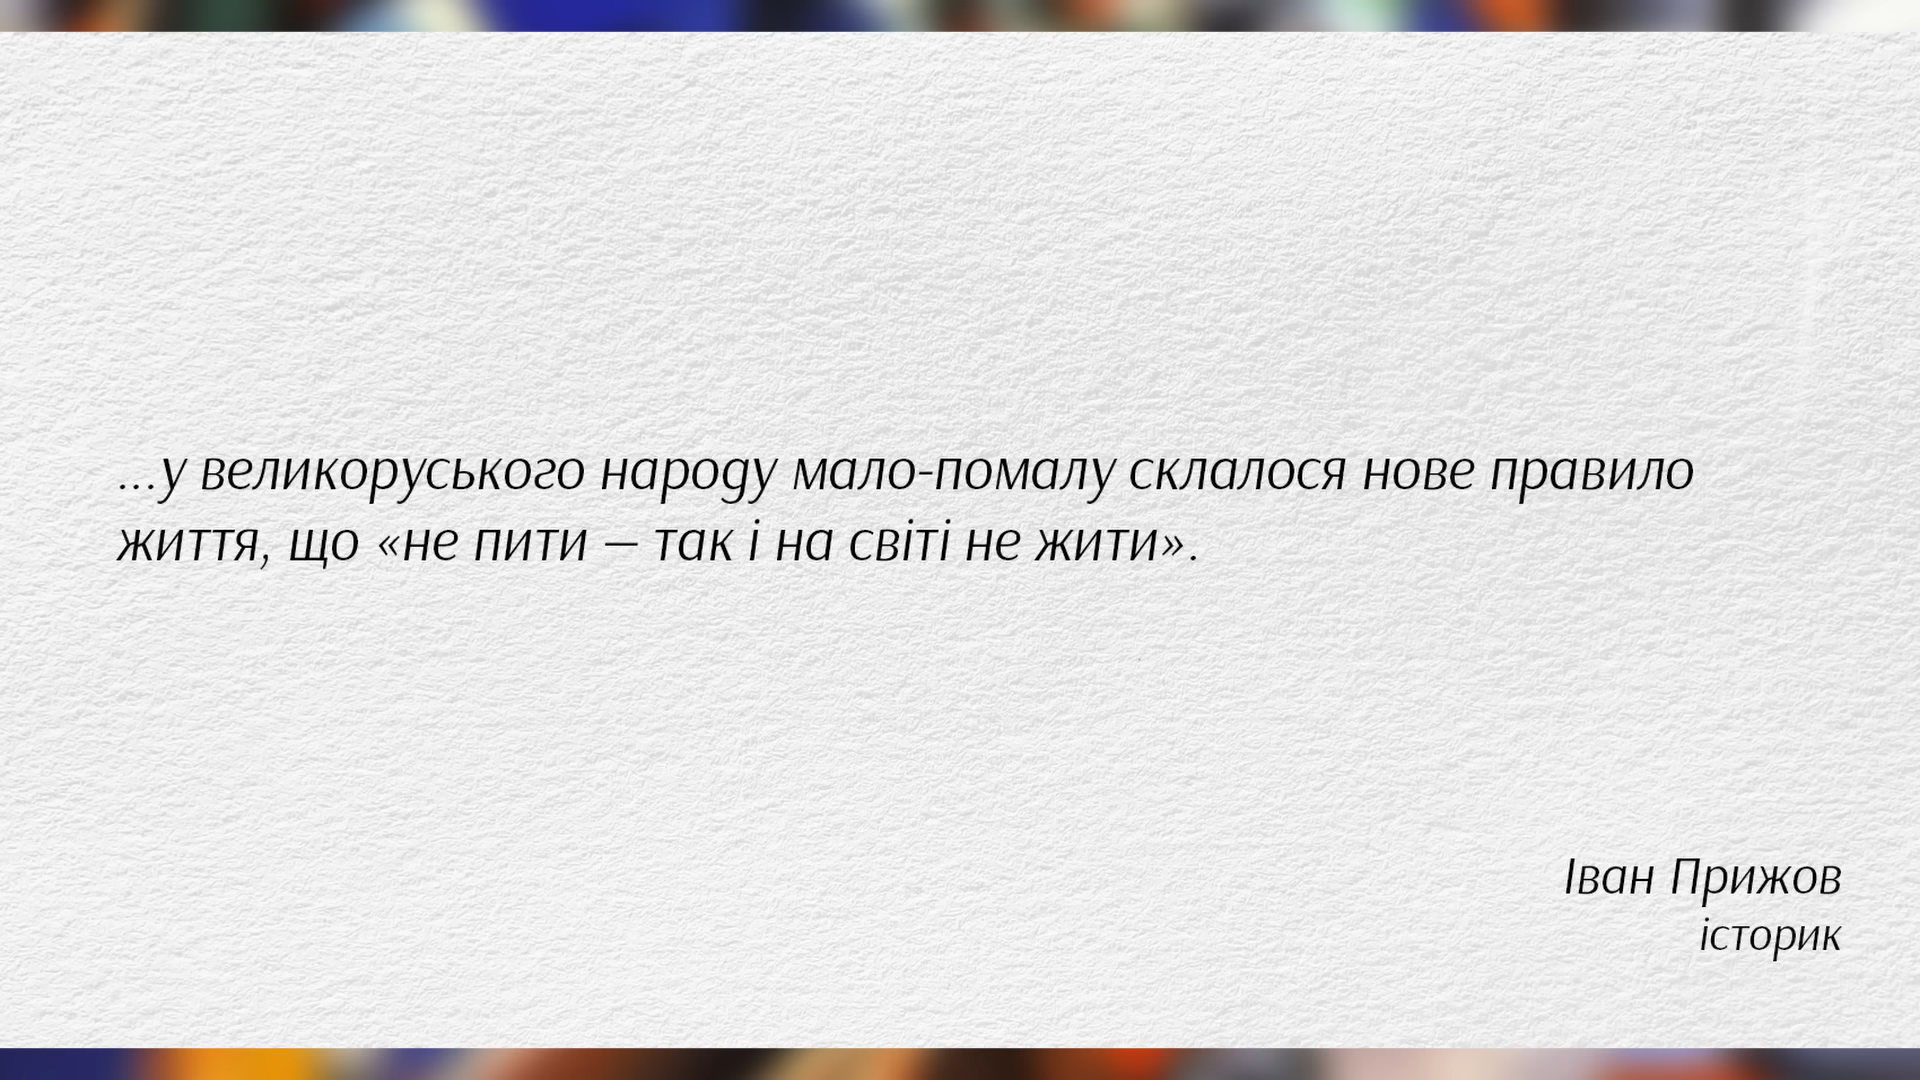 ...у великоруського народу мало-помалу склалося нове правило
життя, що «не пити – так і на світі не жити».
Іван Прижов
історик